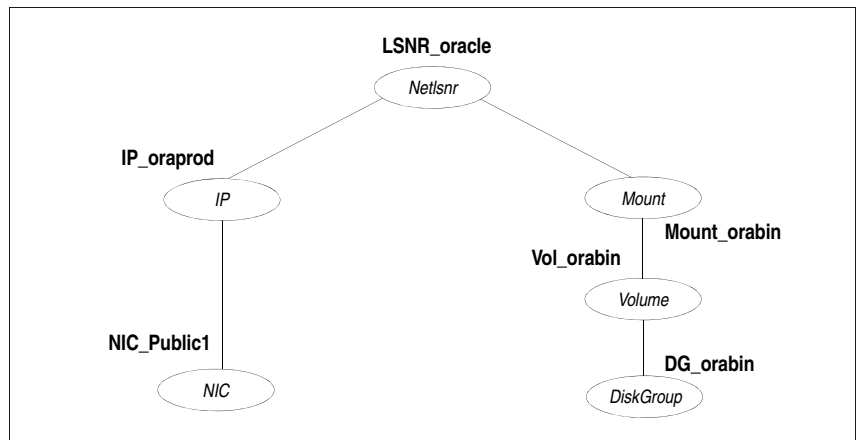 LSNR_oracle
Netlsnr
IP_oraprod
IP
Mount
Mount_orabin
Vol_orabin
Volume
NIC_Public1
NIC
DG_orabin
DiskGroup